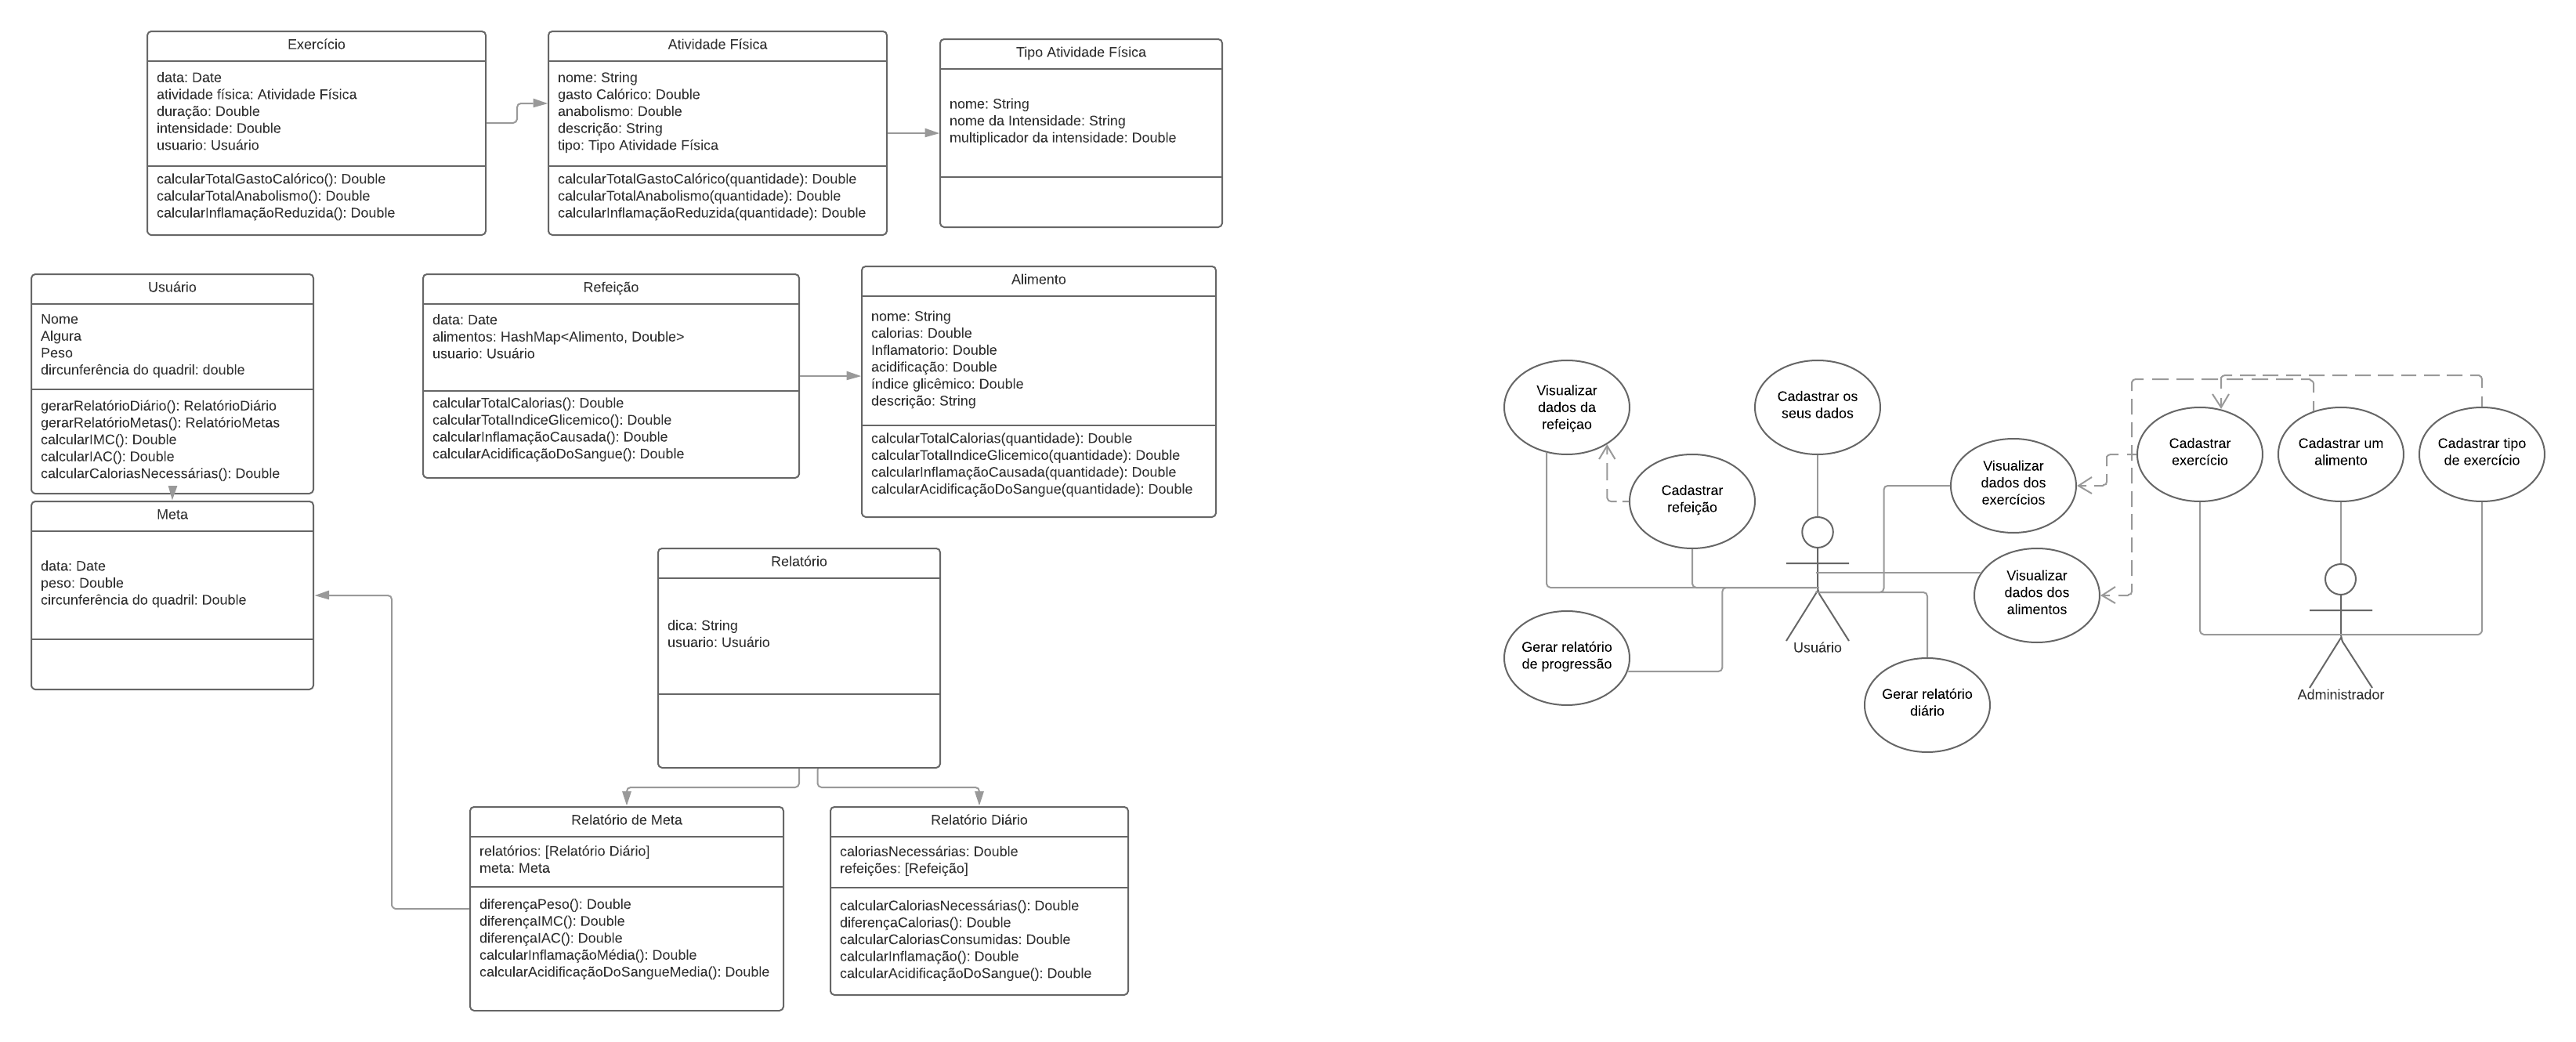 Exercício
data: Date
atividade física: Atividade Física
duração: Double
intensidade: Double
usuario: Usuário
calcularTotalGastoCalórico(): Double
calcularTotalAnabolismo(): Double
calcularInflamaçãoReduzida(): Double
Atividade Física
nome: String
gasto Calórico: Double
anabolismo: Double
descrição: String
tipo: Tipo Atividade Física
calcularTotalGastoCalórico(quantidade): Double
calcularTotalAnabolismo(quantidade): Double
calcularInflamaçãoReduzida(quantidade): Double
Tipo Atividade Física
nome: String
nome da Intensidade: String
multiplicador da intensidade: Double
Usuário
Nome
Algura
Peso
dircunferência do quadril: double
gerarRelatórioDiário(): RelatórioDiário
gerarRelatórioMetas(): RelatórioMetas
calcularIMC(): Double
calcularIAC(): Double
calcularCaloriasNecessárias(): Double
Refeição
data: Date
alimentos: HashMap<Alimento, Double>
usuario: Usuário
calcularTotalCalorias(): Double
calcularTotalIndiceGlicemico(): Double
calcularInflamaçãoCausada(): Double
calcularAcidificaçãoDoSangue(): Double
Alimento
nome: String
calorias: Double
Inflamatorio: Double
acidificação: Double
índice glicêmico: Double
descrição: String
calcularTotalCalorias(quantidade): Double
calcularTotalIndiceGlicemico(quantidade): Double
calcularInflamaçãoCausada(quantidade): Double
calcularAcidificaçãoDoSangue(quantidade): Double
Meta
data: Date
peso: Double
circunferência do quadril: Double
Relatório
dica: String
usuario: Usuário
Relatório de Meta
relatórios: [Relatório Diário]
meta: Meta
diferençaPeso(): Double
diferençaIMC(): Double
diferençaIAC(): Double
calcularInflamaçãoMédia(): Double
calcularAcidificaçãoDoSangueMedia(): Double
Relatório Diário
caloriasNecessárias: Double
refeições: [Refeição]
calcularCaloriasNecessárias(): Double
diferençaCalorias(): Double
calcularCaloriasConsumidas: Double
calcularInflamação(): Double
calcularAcidificaçãoDoSangue(): Double
Visualizar
dados da
refeiçao
Cadastrar os
seus dados
Cadastrar
refeição
Visualizar
dados dos
exercícios
Cadastrar
exercício
Cadastrar um
alimento
Cadastrar tipo
de exercício
Visualizar
dados dos
alimentos
Gerar relatório
de progressão
Usuário
Gerar relatório
diário
Administrador